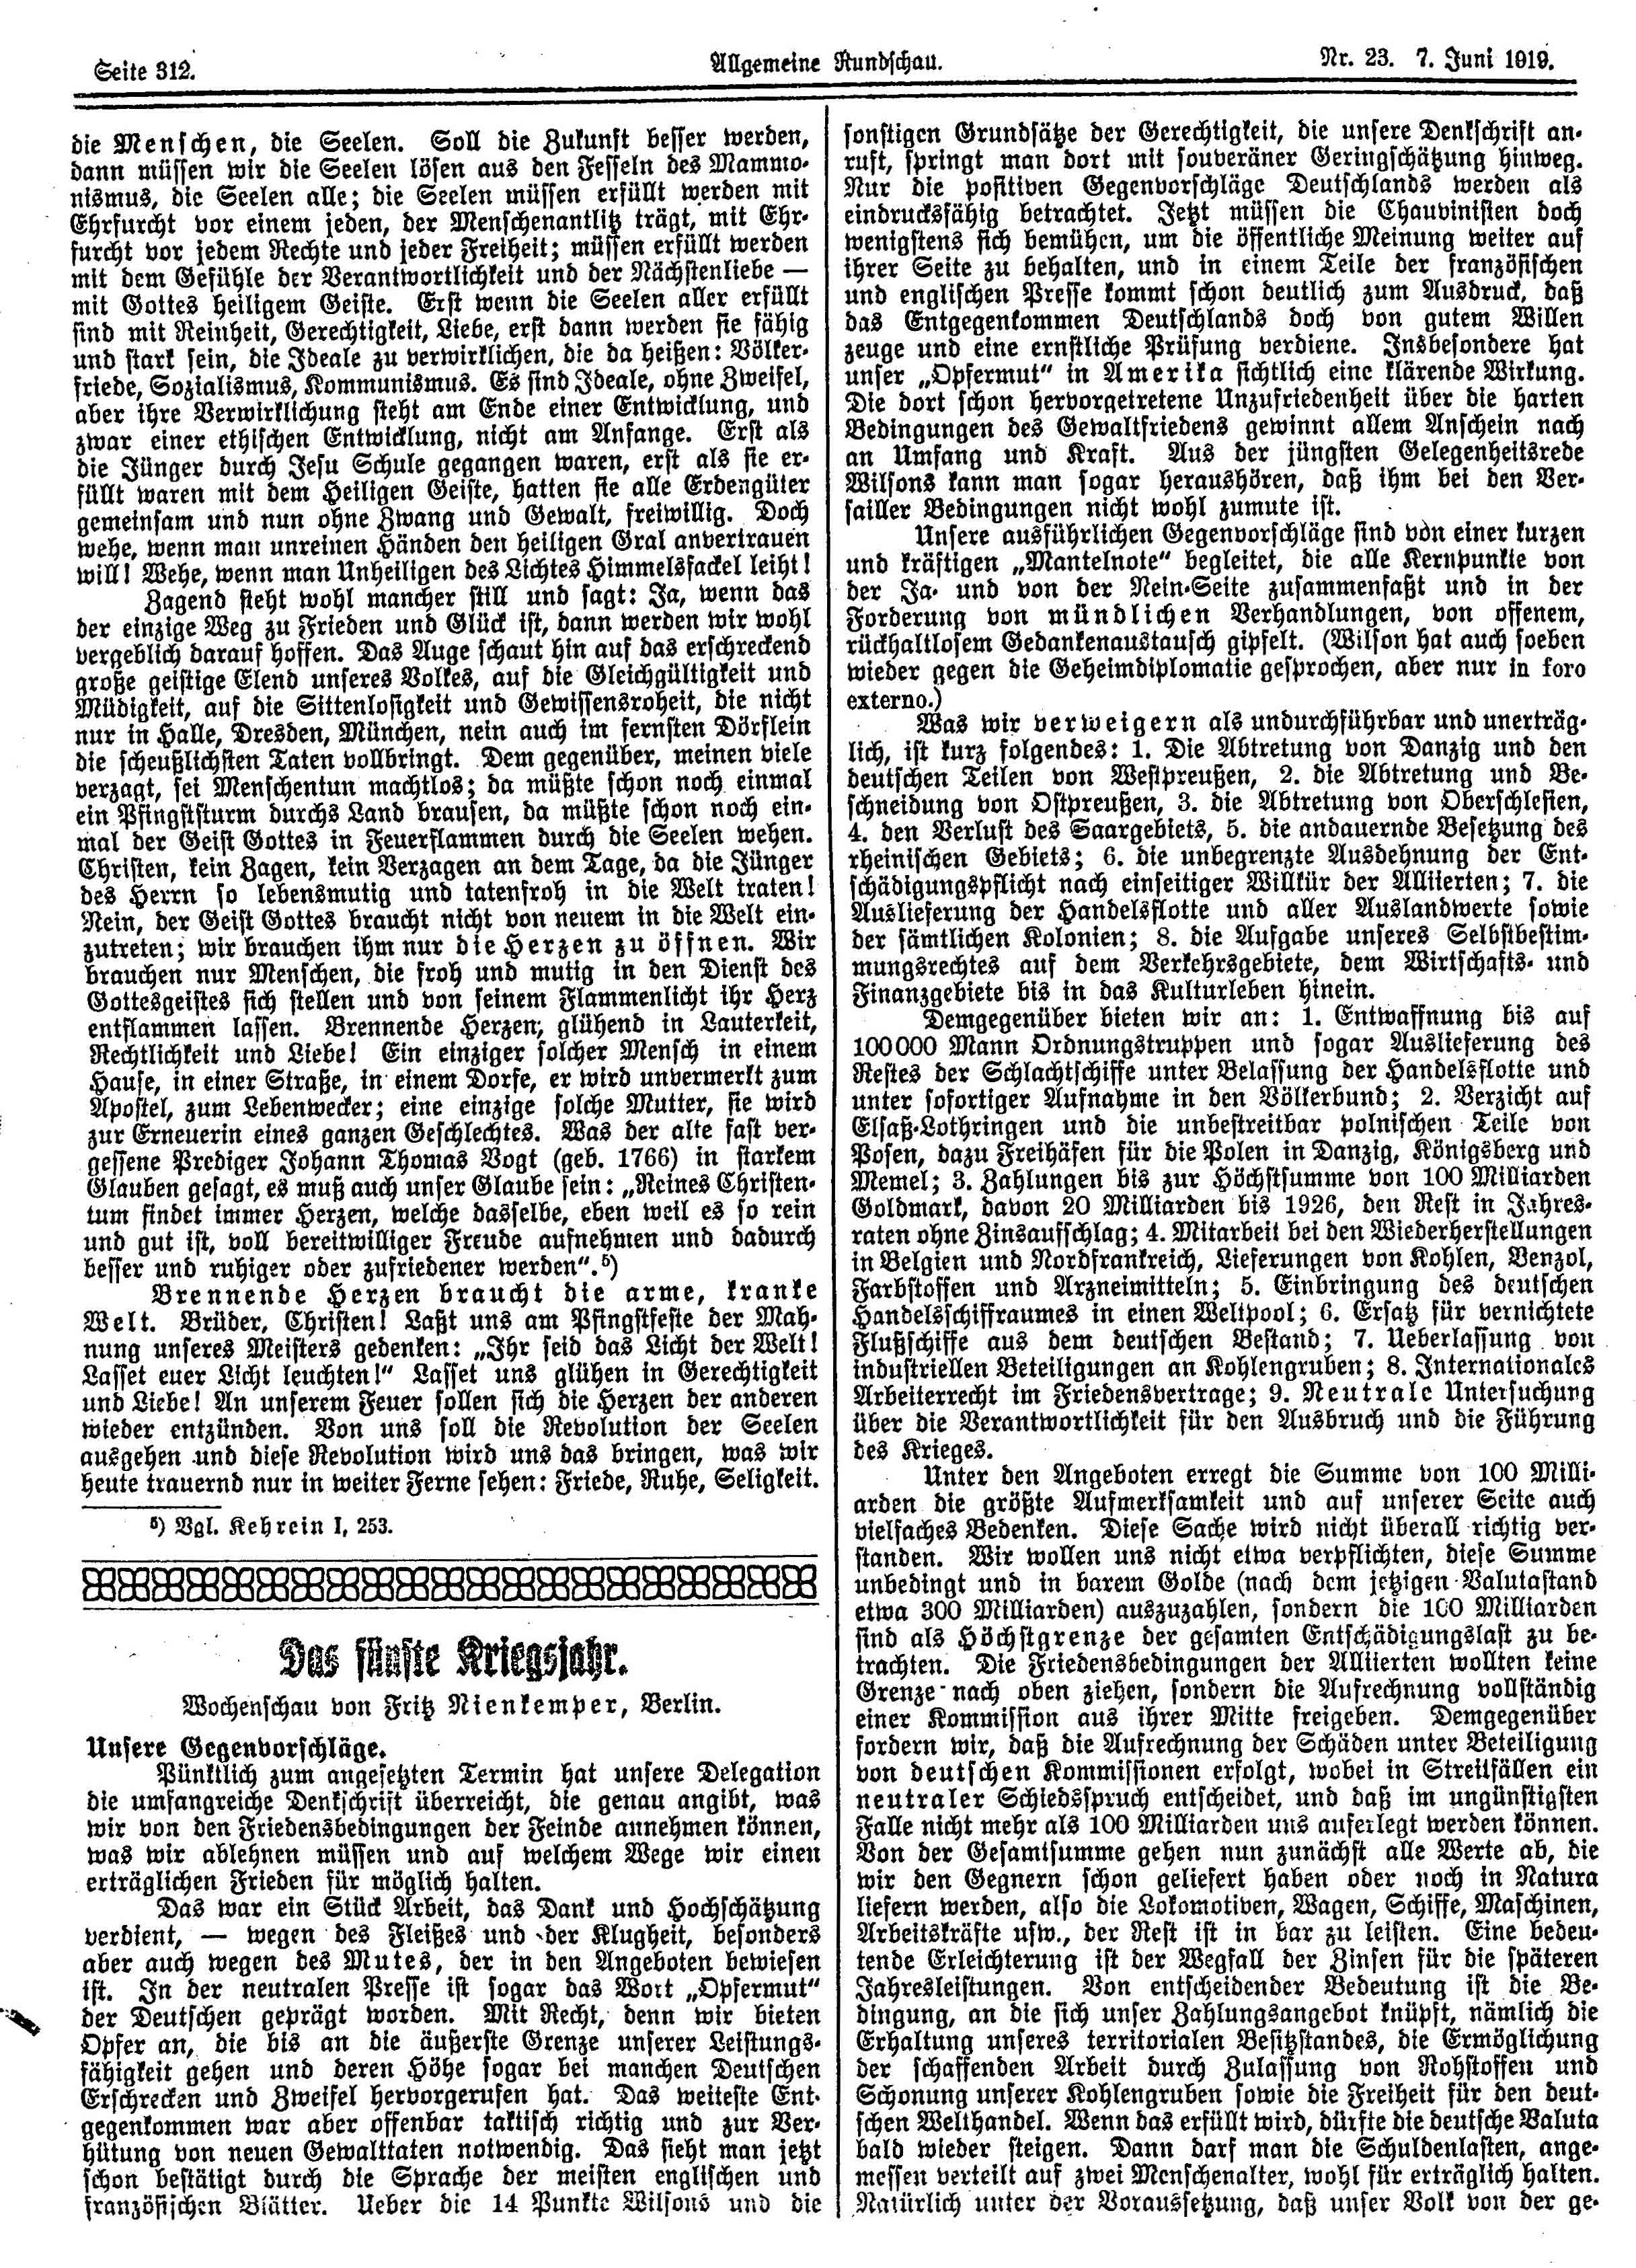 Seite 312.
Allgemeine Rundschau.
Nr. 23. 7. Juni 1919.
die Menschen, die Seelen. Soll die Zukunft besser werden,
dann müssen wir die Seelen lösen aus den Fesseln des Mammo-
nismus, die Seelen alle; die Seelen müssen erfüllt werden mit
Ehrfurcht vor einem jeden, der Menschenantlitz trägt, mit Ehr-
furcht vor jedem Rechte und jeder Freiheit; müssen erfüllt werden
mit dem Gefühle der Verantwortlichkeit und der Nächstenliebe —
mit Gottes heiligem Geiste. Erst wenn die Seelen aller erfüllt
sind mit Reinheit, Gerechtigkeit, Liebe, erst dann werden sie fähig
und stark sein, die Ideale zu verwirklichen, die da heißen: Völker-
friede, Sozialismus, Kommunismus. Es sind Ideale, ohne Zweifel,
aber ihre Verwirklichung steht am Ende einer Entwicklung, und
zwar einer ethischen Entwicklung, nicht am Anfange. Erst als
die Jünger durch Jesu Schule gegangen waren, erst als sie er-
füllt waren mit dem Heiligen Geiste, hatten sie alle Erdengüter
gemeinsam und nun ohne Zwang und Gewalt, freiwillig. Doch
wehe, wenn man unreinen Händen den heiligen Gral anvertrauen
will! Wehe, wenn man Unheiligen des Lichtes Himmelsfackel leiht!
Zagend steht wohl mancher still und sagt: Ja, wenn das
der einzige Weg zu Frieden und Glück ist, dann werden wir wohl
vergeblich darauf hoffen. Das Auge schaut hin auf das erschreckend
große geistige Elend unseres Volkes, auf die Gleichgültigkeit und
Müdigkeit, auf die Sittenlosigkeit und Gewissensroheit, die nicht
nur in Halle, Dresden, München, nein auch im fernsten Dörflein
die scheußlichsten Taten vollbringt. Dem gegenüber, meinen viele
verzagt, sei Menschentun machtlos; da müßte schon noch einmal
ein Pfingststurm durchs Land brausen, da müßte schon noch ein-
mal der Geist Gottes in Feuerflammen durch die Seelen wehen.
Christen, kein Zagen, kein Verzagen an dem Tage, da die Jünger
des Herrn so lebensmutig und tatenfroh in die Welt traten!
Nein, der Geist Gottes braucht nicht von neuem in die Welt ein-
zutreten; wir brauchen ihm nur die Herzen zu öffnen. Wir
brauchen nur Menschen, die froh und mutig in den Dienst des
Gottesgeistes sich stellen und von seinem Flammenlicht ihr Herz
entflammen lassen. Brennende Herzen, glühend in Lauterkeit,
Rechtlichkeit und Liebe! Ein einziger solcher Mensch in einem
Hause, in einer Straße, in einem Dorfe, er wird unvermerkt zum
Apostel, zum Lebenwecker; eine einzige solche Mutter, sie wird
zur Erneuerin eines ganzen Geschlechtes. Was der alte fast ver-
gessene Prediger Johann Thomas Vogt (geb. 1766) in starkem
Glauben gesagt, es muß auch unser Glaube sein: „Reines Christen-
tum findet immer Herzen, welche dasselbe, eben weil es so rein
und gut ist, voll bereitwilliger Freude aufnehmen und dadurch
besser und ruhiger oder zufriedener werden“.⁵)
Brennende Herzen braucht die arme, kranke
Welt. Brüder, Christen! Laßt uns am Pfingstfeste der Mah-
nung unseres Meisters gedenken: „Ihr seid das Licht der Welt!
Lasset euer Licht leuchten!“ Lasset uns glühen in Gerechtigkeit
und Liebe! An unserem Feuer sollen sich die Herzen der anderen
wieder entzünden. Von uns soll die Revolution der Seelen
ausgehen und diese Revolution wird uns das bringen, was wir
heute trauernd nur in weiter Ferne sehen: Friede, Ruhe, Seligkeit.
⁵) Vgl. Kehrein I, 253.
Das fünfte Kriegsjahr.
Wochenschau von Fritz Nienkemper, Berlin.
Unsere Gegenvorschläge.
Pünktlich zum angesetzten Termin hat unsere Delegation
die umfangreiche Denkschrift überreicht, die genau angibt, was
wir von den Friedensbedingungen der Feinde annehmen können,
was wir ablehnen müssen und auf welchem Wege wir einen
erträglichen Frieden für möglich halten.
Das war ein Stück Arbeit, das Dank und Hochschätzung
verdient, — wegen des Fleißes und der Klugheit, besonders
aber auch wegen des Mutes, der in den Angeboten bewiesen
ist. In der neutralen Presse ist sogar das Wort „Opfermut“
der Deutschen geprägt worden. Mit Recht, denn wir bieten
Opfer an, die bis an die äußerste Grenze unserer Leistungs-
fähigkeit gehen und deren Höhe sogar bei manchen Deutschen
Erschrecken und Zweifel hervorgerufen hat. Das weiteste Ent-
gegenkommen war aber offenbar taktisch richtig und zur Ver-
hütung von neuen Gewalttaten notwendig. Das sieht man jetzt
schon bestätigt durch die Sprache der meisten englischen und
französischen Blätter. Ueber die 14 Punkte Wilsons und die
sonstigen Grundsätze der Gerechtigkeit, die unsere Denkschrift an-
ruft, springt man dort mit souveräner Geringschätzung hinweg.
Nur die positiven Gegenvorschläge Deutschlands werden als
eindrucksfähig betrachtet. Jetzt müssen die Chauvinisten doch
wenigstens sich bemühen, um die öffentliche Meinung weiter auf
ihrer Seite zu behalten, und in einem Teile der französischen
und englischen Presse kommt schon deutlich zum Ausdruck, daß
das Entgegenkommen Deutschlands doch von gutem Willen
zeuge und eine ernstliche Prüfung verdiene. Insbesondere hat
unser „Opfermut“ in Amerika sichtlich eine klärende Wirkung.
Die dort schon hervorgetretene Unzufriedenheit über die harten
Bedingungen des Gewaltfriedens gewinnt allem Anschein nach
an Umfang und Kraft. Aus der jüngsten Gelegenheitsrede
Wilsons kann man sogar heraushören, daß ihm bei den Ver-
sailler Bedingungen nicht wohl zumute ist.
Unsere ausführlichen Gegenvorschläge sind von einer kurzen
und kräftigen „Mantelnote“ begleitet, die alle Kernpunkte von
der Ja- und von der Nein-Seite zusammenfaßt und in der
Forderung von mündlichen Verhandlungen, von offenem,
rückhaltlosem Gedankenaustausch gipfelt. (Wilson hat auch soeben
wieder gegen die Geheimdiplomatie gesprochen, aber nur in foro
externo.)
Was wir verweigern als undurchführbar und unerträg-
lich, ist kurz folgendes: 1. Die Abtretung von Danzig und den
deutschen Teilen von Westpreußen, 2. die Abtretung und Be-
schneidung von Ostpreußen, 3. die Abtretung von Oberschlesien,
4. den Verlust des Saargebiets, 5. die andauernde Besetzung des
rheinischen Gebiets; 6. die unbegrenzte Ausdehnung der Ent-
schädigungspflicht nach einseitiger Willkür der Alliierten; 7. die
Auslieferung der Handelsflotte und aller Auslandwerte sowie
der sämtlichen Kolonien; 8. die Aufgabe unseres Selbstbestim-
mungsrechtes auf dem Verkehrsgebiete, dem Wirtschafts- und
Finanzgebiete bis in das Kulturleben hinein.
Demgegenüber bieten wir an: 1. Entwaffnung bis auf
100000 Mann Ordnungstruppen und sogar Auslieferung des
Restes der Schlachtschiffe unter Belassung der Handelsflotte und
unter sofortiger Aufnahme in den Völkerbund; 2. Verzicht auf
Elsaß-Lothringen und die unbestreitbar polnischen Teile von
Posen, dazu Freihäfen für die Polen in Danzig, Königsberg und
Memel; 3. Zahlungen bis zur Höchstsumme von 100 Milliarden
Goldmark, davon 20 Milliarden bis 1926, den Rest in Jahres-
raten ohne Zinsaufschlag; 4. Mitarbeit bei den Wiederherstellungen
in Belgien und Nordfrankreich, Lieferungen von Kohlen, Benzol,
Farbstoffen und Arzneimitteln; 5. Einbringung des deutschen
Handelsschiffraumes in einen Weltpool; 6. Ersatz für vernichtete
Flußschiffe aus dem deutschen Bestand; 7. Ueberlassung von
industriellen Beteiligungen an Kohlengruben; 8. Internationales
Arbeiterrecht im Friedensvertrage; 9. Neutrale Untersuchung
über die Verantwortlichkeit für den Ausbruch und die Führung
des Krieges.
Unter den Angeboten erregt die Summe von 100 Milli-
arden die größte Aufmerksamkeit und auf unserer Seite auch
vielfaches Bedenken. Diese Sache wird nicht überall richtig ver-
standen. Wir wollen uns nicht etwa verpflichten, diese Summe
unbedingt und in barem Golde (nach dem jetzigen Valutastand
etwa 300 Milliarden) auszuzahlen, sondern die 100 Milliarden
sind als Höchstgrenze der gesamten Entschädigungslast zu be-
trachten. Die Friedensbedingungen der Alliierten wollten keine
Grenze nach oben ziehen, sondern die Aufrechnung vollständig
einer Kommission aus ihrer Mitte freigeben. Demgegenüber
fordern wir, daß die Aufrechnung der Schäden unter Beteiligung
von deutschen Kommissionen erfolgt, wobei in Streitfällen ein
neutraler Schiedsspruch entscheidet, und daß im ungünstigsten
Falle nicht mehr als 100 Milliarden uns auferlegt werden können.
Von der Gesamtsumme gehen nun zunächst alle Werte ab, die
wir den Gegnern schon geliefert haben oder noch in Natura
liefern werden, also die Lokomotiven, Wagen, Schiffe, Maschinen,
Arbeitskräfte usw., der Rest ist in bar zu leisten. Eine bedeu-
tende Erleichterung ist der Wegfall der Zinsen für die späteren
Jahresleistungen. Von entscheidender Bedeutung ist die Be-
dingung, an die sich unser Zahlungsangebot knüpft, nämlich die
Erhaltung unseres territorialen Besitzstandes, die Ermöglichung
der schaffenden Arbeit durch Zulassung von Rohstoffen und
Schonung unserer Kohlengruben sowie die Freiheit für den deut-
schen Welthandel. Wenn das erfüllt wird, dürfte die deutsche Valuta
bald wieder steigen. Dann darf man die Schuldenlasten, ange-
messen verteilt auf zwei Menschenalter, wohl für erträglich halten.
Natürlich unter der Voraussetzung, daß unser Volk von der ge-